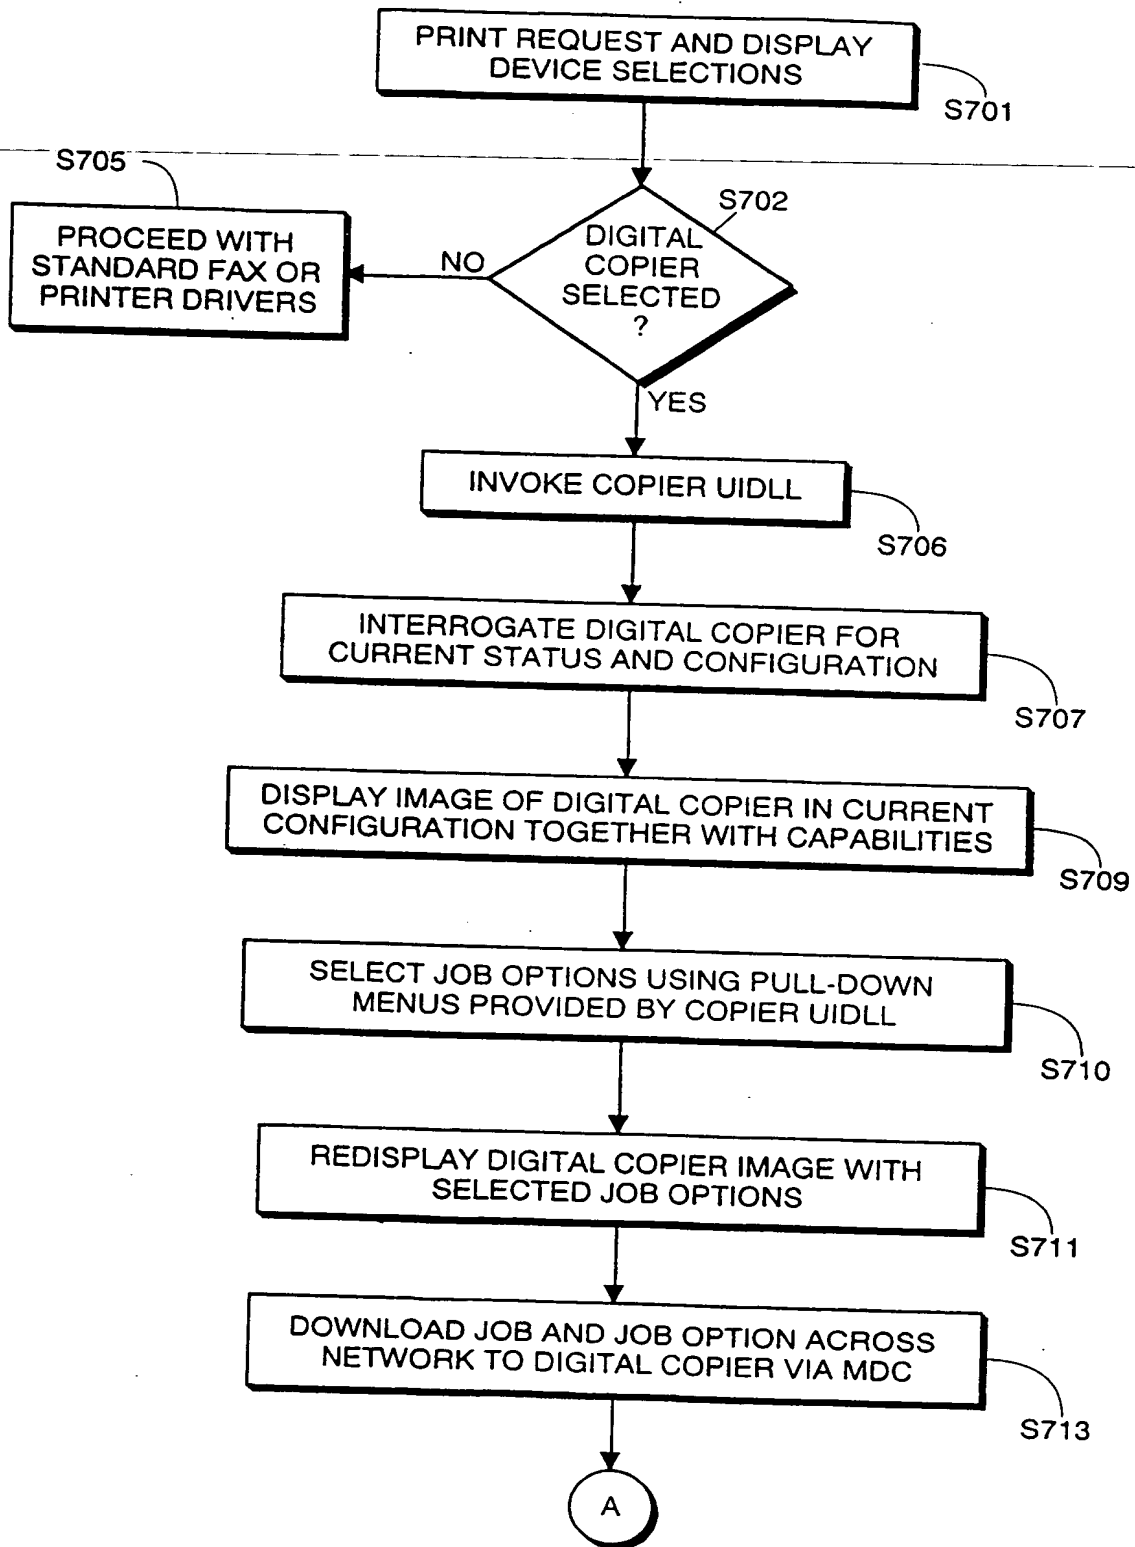 PRINT REQUEST AND DISPLAY
DEVICE SELECTIONS
S701
S705
S702
PROCEED WITH
STANDARD FAX OR
PRINTER DRIVERS
NO
DIGITAL
COPIER
SELECTED
?
YES
INVOKE COPIER UIDLL
S706
INTERROGATE DIGITAL COPIER FOR
CURRENT STATUS AND CONFIGURATION
S707
DISPLAY IMAGE OF DIGITAL COPIER IN CURRENT
CONFIGURATION TOGETHER WITH CAPABILITIES
S709
SELECT JOB OPTIONS USING PULL-DOWN
MENUS PROVIDED BY COPIER UIDLL
S710
REDISPLAY DIGITAL COPIER IMAGE WITH
SELECTED JOB OPTIONS
S711
DOWNLOAD JOB AND JOB OPTION ACROSS
NETWORK TO DIGITAL COPIER VIA MDC
S713
A